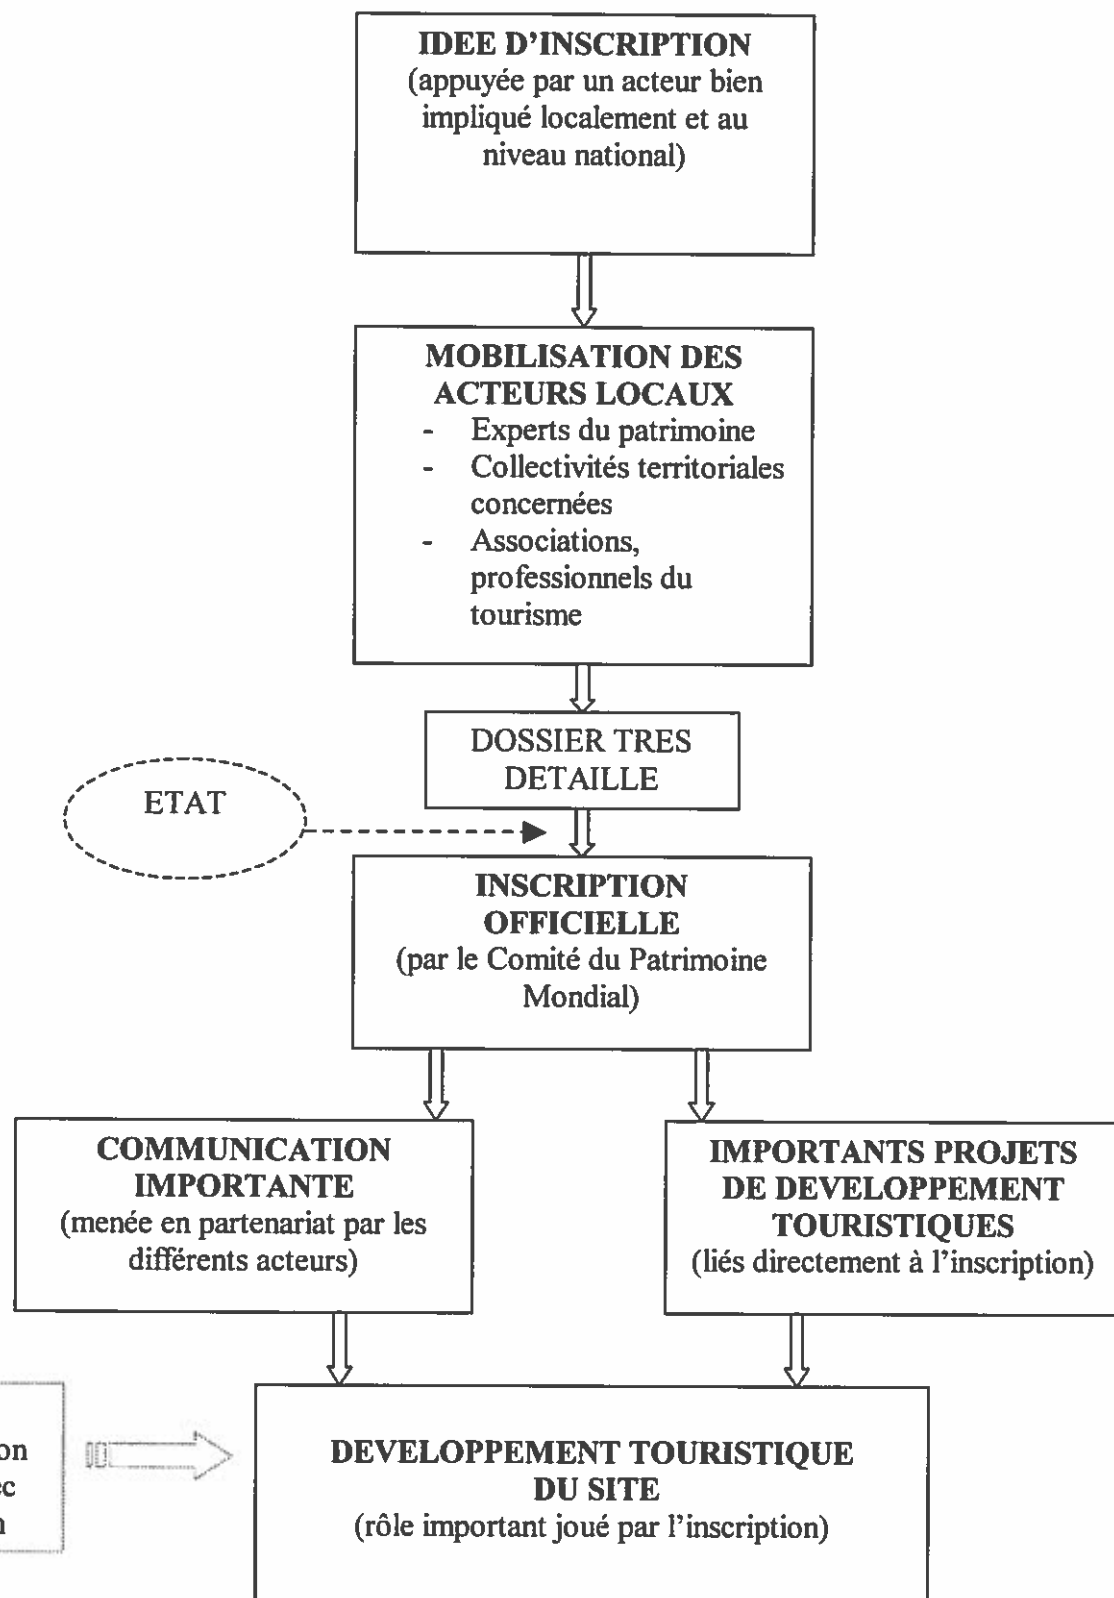 IDEE D'INSCRIPTION
(appuyée par un acteur bien
impliqué localement et au
niveau national)
MOBILISATION DES
ACTEURS LOCAUX
- Experts du patrimoine
- Collectivités territoriales
concernées
- Associations,
professionnels du
tourisme
DOSSIER TRES
DETAILLE
ETAT
INSCRIPTION
OFFICIELLE
(par le Comité du Patrimoine
Mondial)
COMMUNICATION
IMPORTANTE
(menée en partenariat par les
différents acteurs)
IMPORTANTS PROJETS
DE DEVELOPPEMENT
TOURISTIQUES
(liés directement à l'inscription)
DEVELOPPEMENT TOURISTIQUE
DU SITE
(rôle important joué par l'inscription)